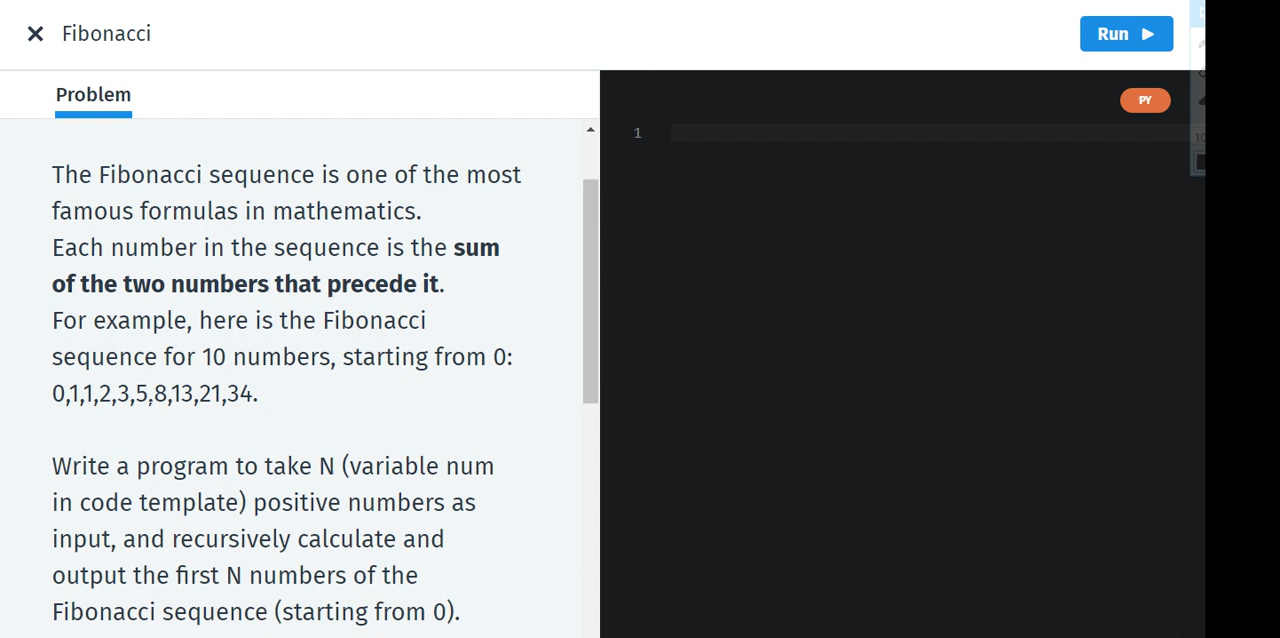 ✕ Fibonacci
Run ▶
Problem
PY
1
The Fibonacci sequence is one of the most
famous formulas in mathematics.
Each number in the sequence is the sum
of the two numbers that precede it.
For example, here is the Fibonacci
sequence for 10 numbers, starting from 0:
0,1,1,2,3,5,8,13,21,34.
Write a program to take N (variable num
in code template) positive numbers as
input, and recursively calculate and
output the first N numbers of the
Fibonacci sequence (starting from 0).
10